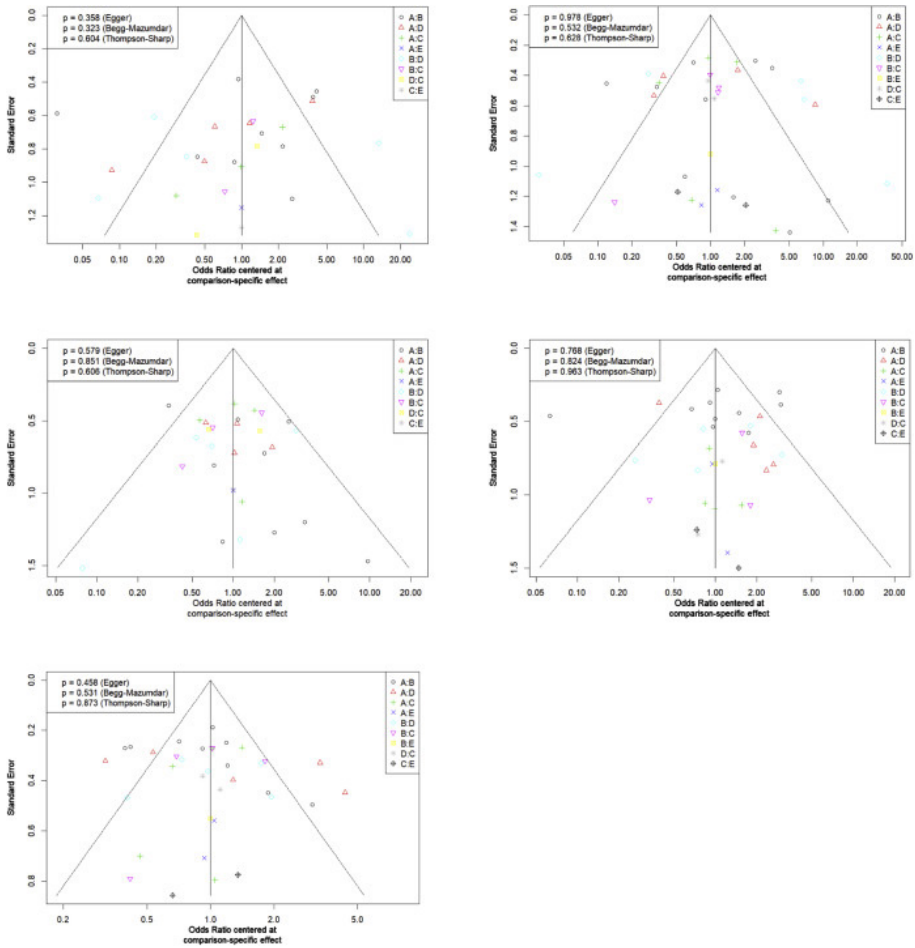 p = 0.358 (Egger)
p = 0.323 (Begg-Mazumdar)
p = 0.604 (Thompson-Sharp)
A:B
A:D
A:C
A:E
B:D
B:C
D:C
C:E
Standard Error
0.0
0.2
0.4
0.6
0.8
1.0
1.2
0.05 0.10 0.20 0.50 1.00 2.00 5.00 10.00 20.00
Odds Ratio centered at
comparison-specific effect
p = 0.978 (Egger)
p = 0.532 (Begg-Mazumdar)
p = 0.628 (Thompson-Sharp)
A:B
A:D
A:C
A:E
B:D
B:C
B:E
D:C
C:E
Standard Error
0.0
0.2
0.4
0.6
0.8
1.0
1.2
1.4
0.05 0.10 0.20 0.50 1.00 2.00 5.00 10.00 20.00 50.00
Odds Ratio centered at
comparison-specific effect
p = 0.579 (Egger)
p = 0.851 (Begg-Mazumdar)
p = 0.606 (Thompson-Sharp)
A:B
A:D
A:C
A:E
B:D
B:C
D:C
C:E
Standard Error
0.0
0.5
1.0
1.5
0.05 0.10 0.20 0.50 1.00 2.00 5.00 10.00 20.00
Odds Ratio centered at
comparison-specific effect
p = 0.768 (Egger)
p = 0.824 (Begg-Mazumdar)
p = 0.963 (Thompson-Sharp)
A:B
A:D
A:C
A:E
B:D
B:C
B:E
D:C
C:E
Standard Error
0.0
0.5
1.0
1.5
0.05 0.10 0.20 0.50 1.00 2.00 5.00 10.00 20.00
Odds Ratio centered at
comparison-specific effect
p = 0.458 (Egger)
p = 0.531 (Begg-Mazumdar)
p = 0.873 (Thompson-Sharp)
A:B
A:D
A:C
A:E
B:D
B:C
B:E
D:C
C:E
Standard Error
0.0
0.2
0.4
0.6
0.8
0.2 0.5 1.0 2.0 5.0
Odds Ratio centered at
comparison-specific effect